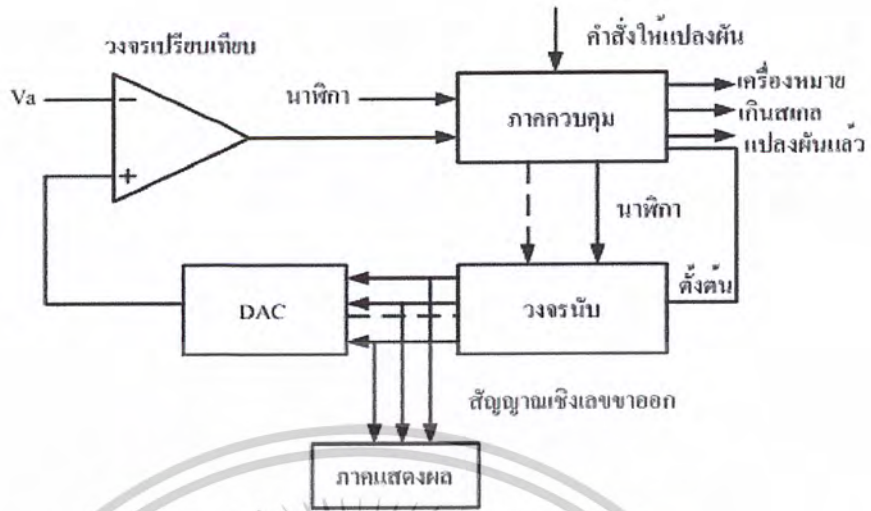 คำสั่งให้แปลงผัน
วงจรเปรียบเทียบ
Va
นาฬิกา
ภาคควบคุม
เครื่องหมาย
เกินสเกล
แปลงผันแล้ว
นาฬิกา
ตั้งต้น
DAC
วงจรนับ
สัญญาณเชิงเลขขาออก
ภาคแสดงผล